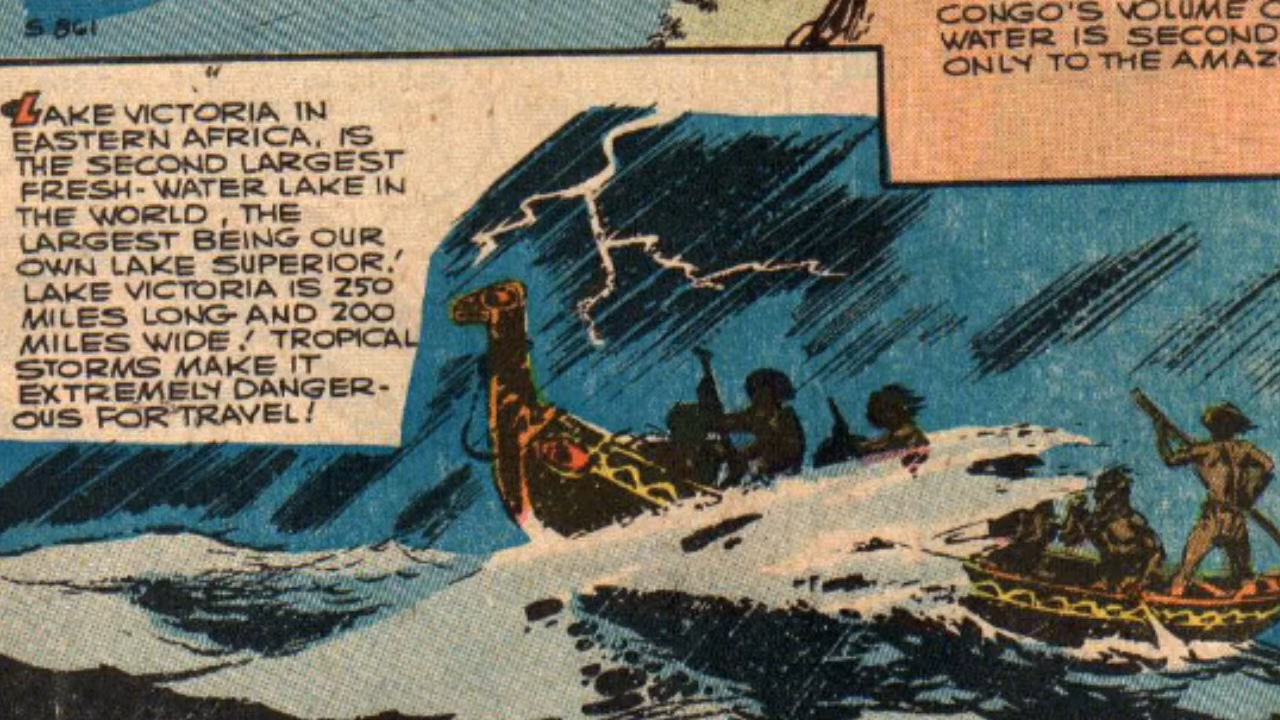 S 861
CONGO'S VOLUME
WATER IS SECOND
ONLY TO THE
LAKE VICTORIA IN
EASTERN AFRICA, IS
THE SECOND LARGEST
FRESH-WATER LAKE IN
THE WORLD, THE
LARGEST BEING OUR
OWN LAKE SUPERIOR!
LAKE VICTORIA IS 250
MILES LONG AND 200
MILES WIDE! TROPICAL
STORMS MAKE IT
EXTREMELY DANGER-
OUS FOR TRAVEL!